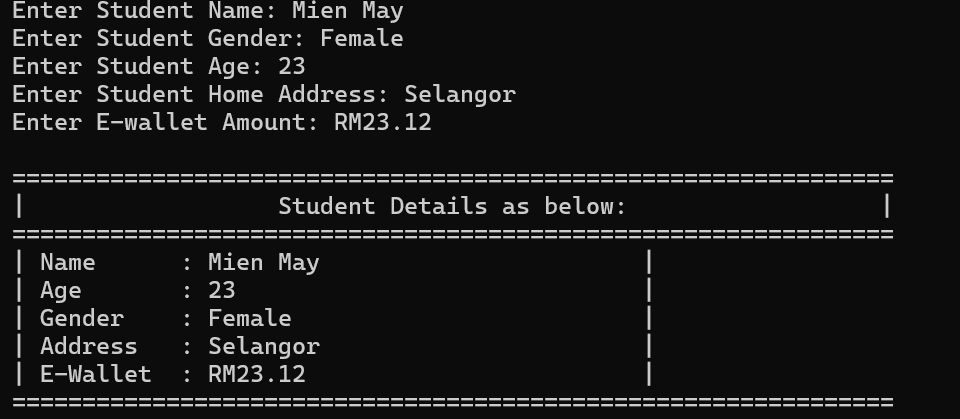 Enter Student Name: Mien May
Enter Student Gender: Female
Enter Student Age: 23
Enter Student Home Address: Selangor
Enter E-wallet Amount: RM23.12

===============================================================
|                  Student Details as below:                  |
===============================================================
| Name      : Mien May                       |
| Age       : 23                             |
| Gender    : Female                         |
| Address   : Selangor                       |
| E-Wallet  : RM23.12                        |
===============================================================